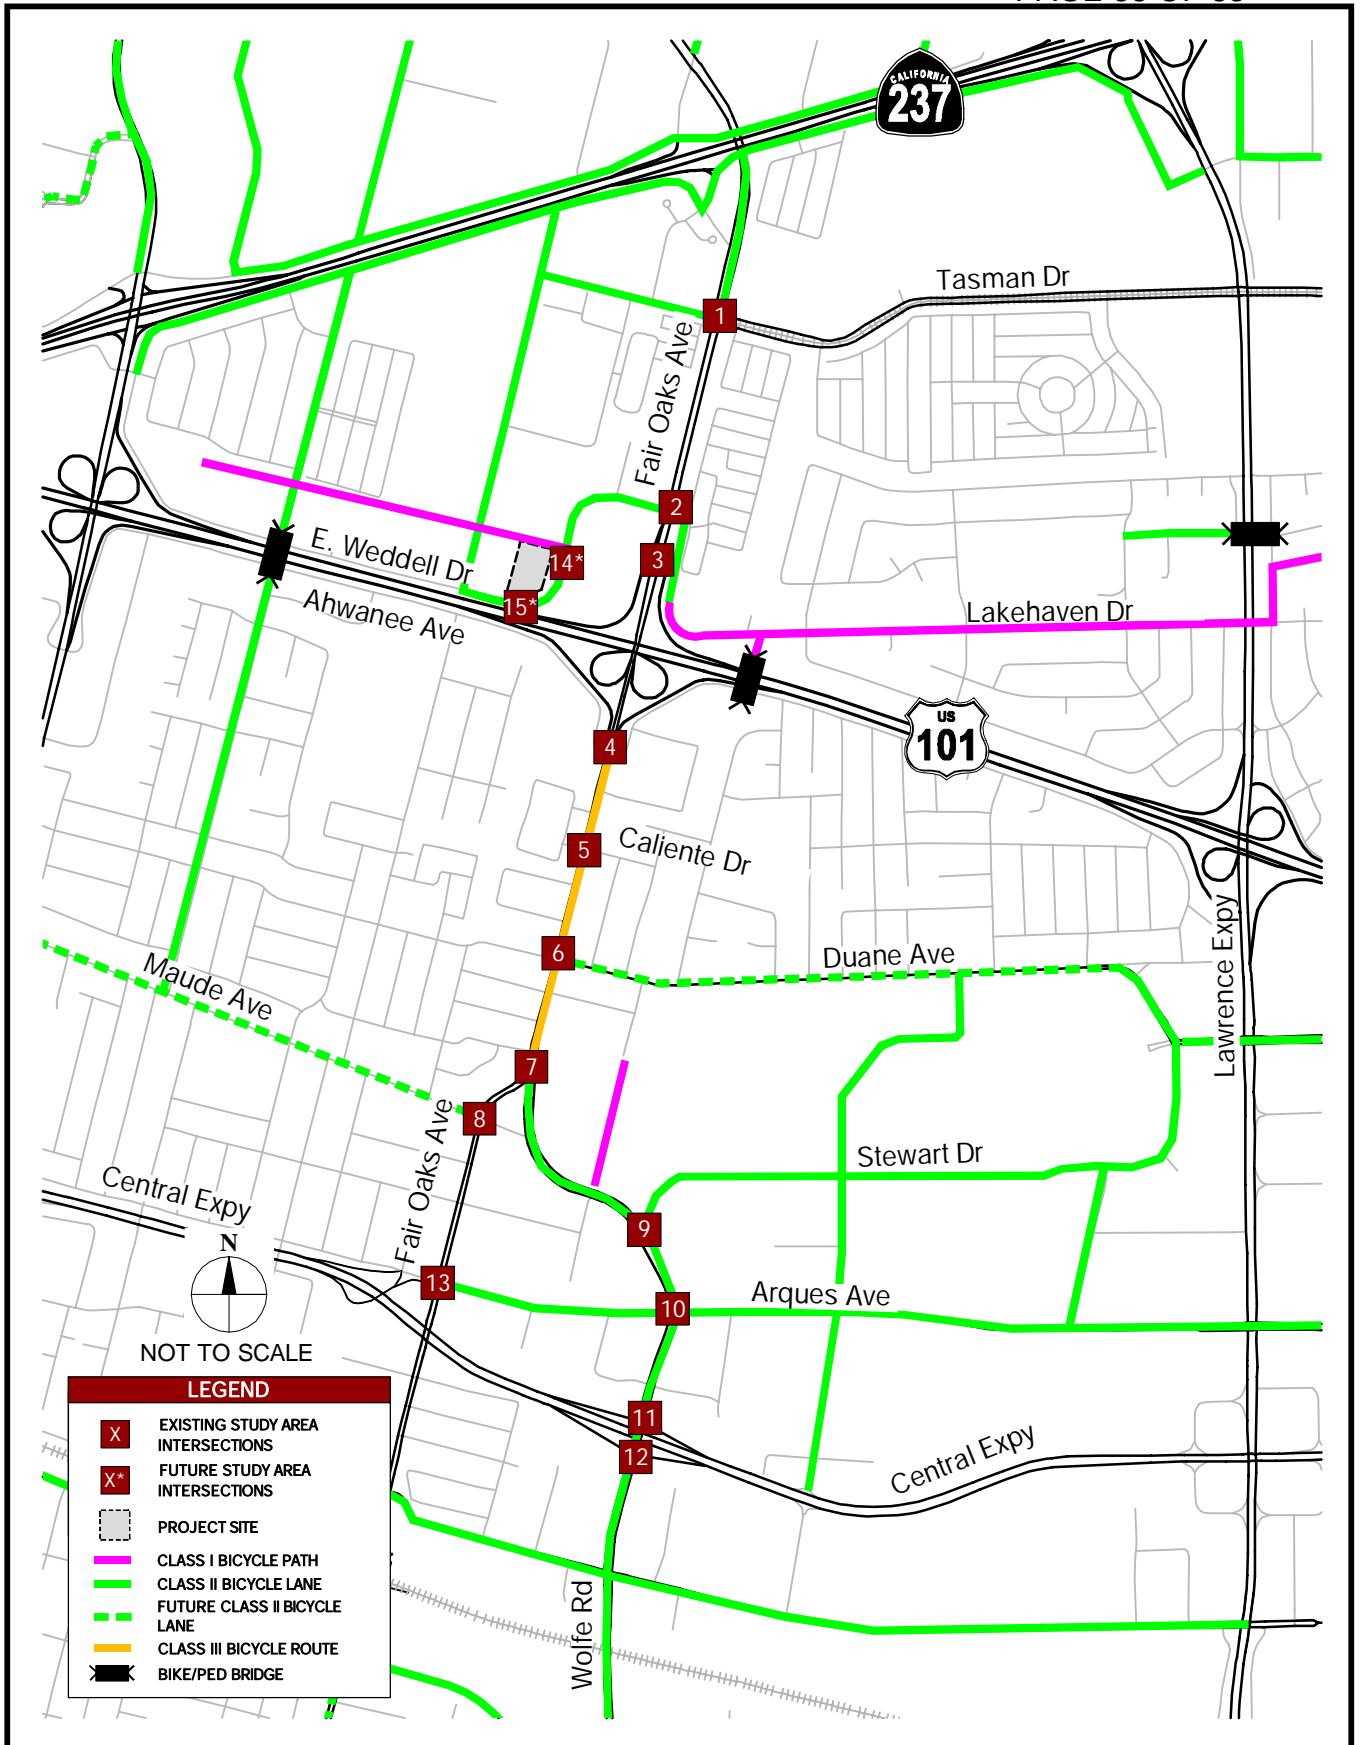 CALIFORNIA
237
Tasman Dr
1
Fair Oaks Ave
2
3
14*
E. Weddell Dr
15*
Ahwanee Ave
Lakehaven Dr
US
101
4
5
Caliente Dr
6
Duane Ave
Lawrence Expy
Maude Ave
7
8
Fair Oaks Ave
Stewart Dr
Central Expy
9
N
13
10
Arques Ave
NOT TO SCALE
11
12
Central Expy
Wolfe Rd
LEGEND
X EXISTING STUDY AREA
INTERSECTIONS
X* FUTURE STUDY AREA
INTERSECTIONS
PROJECT SITE
CLASS I BICYCLE PATH
CLASS II BICYCLE LANE
FUTURE CLASS II BICYCLE
LANE
CLASS III BICYCLE ROUTE
BIKE/PED BRIDGE